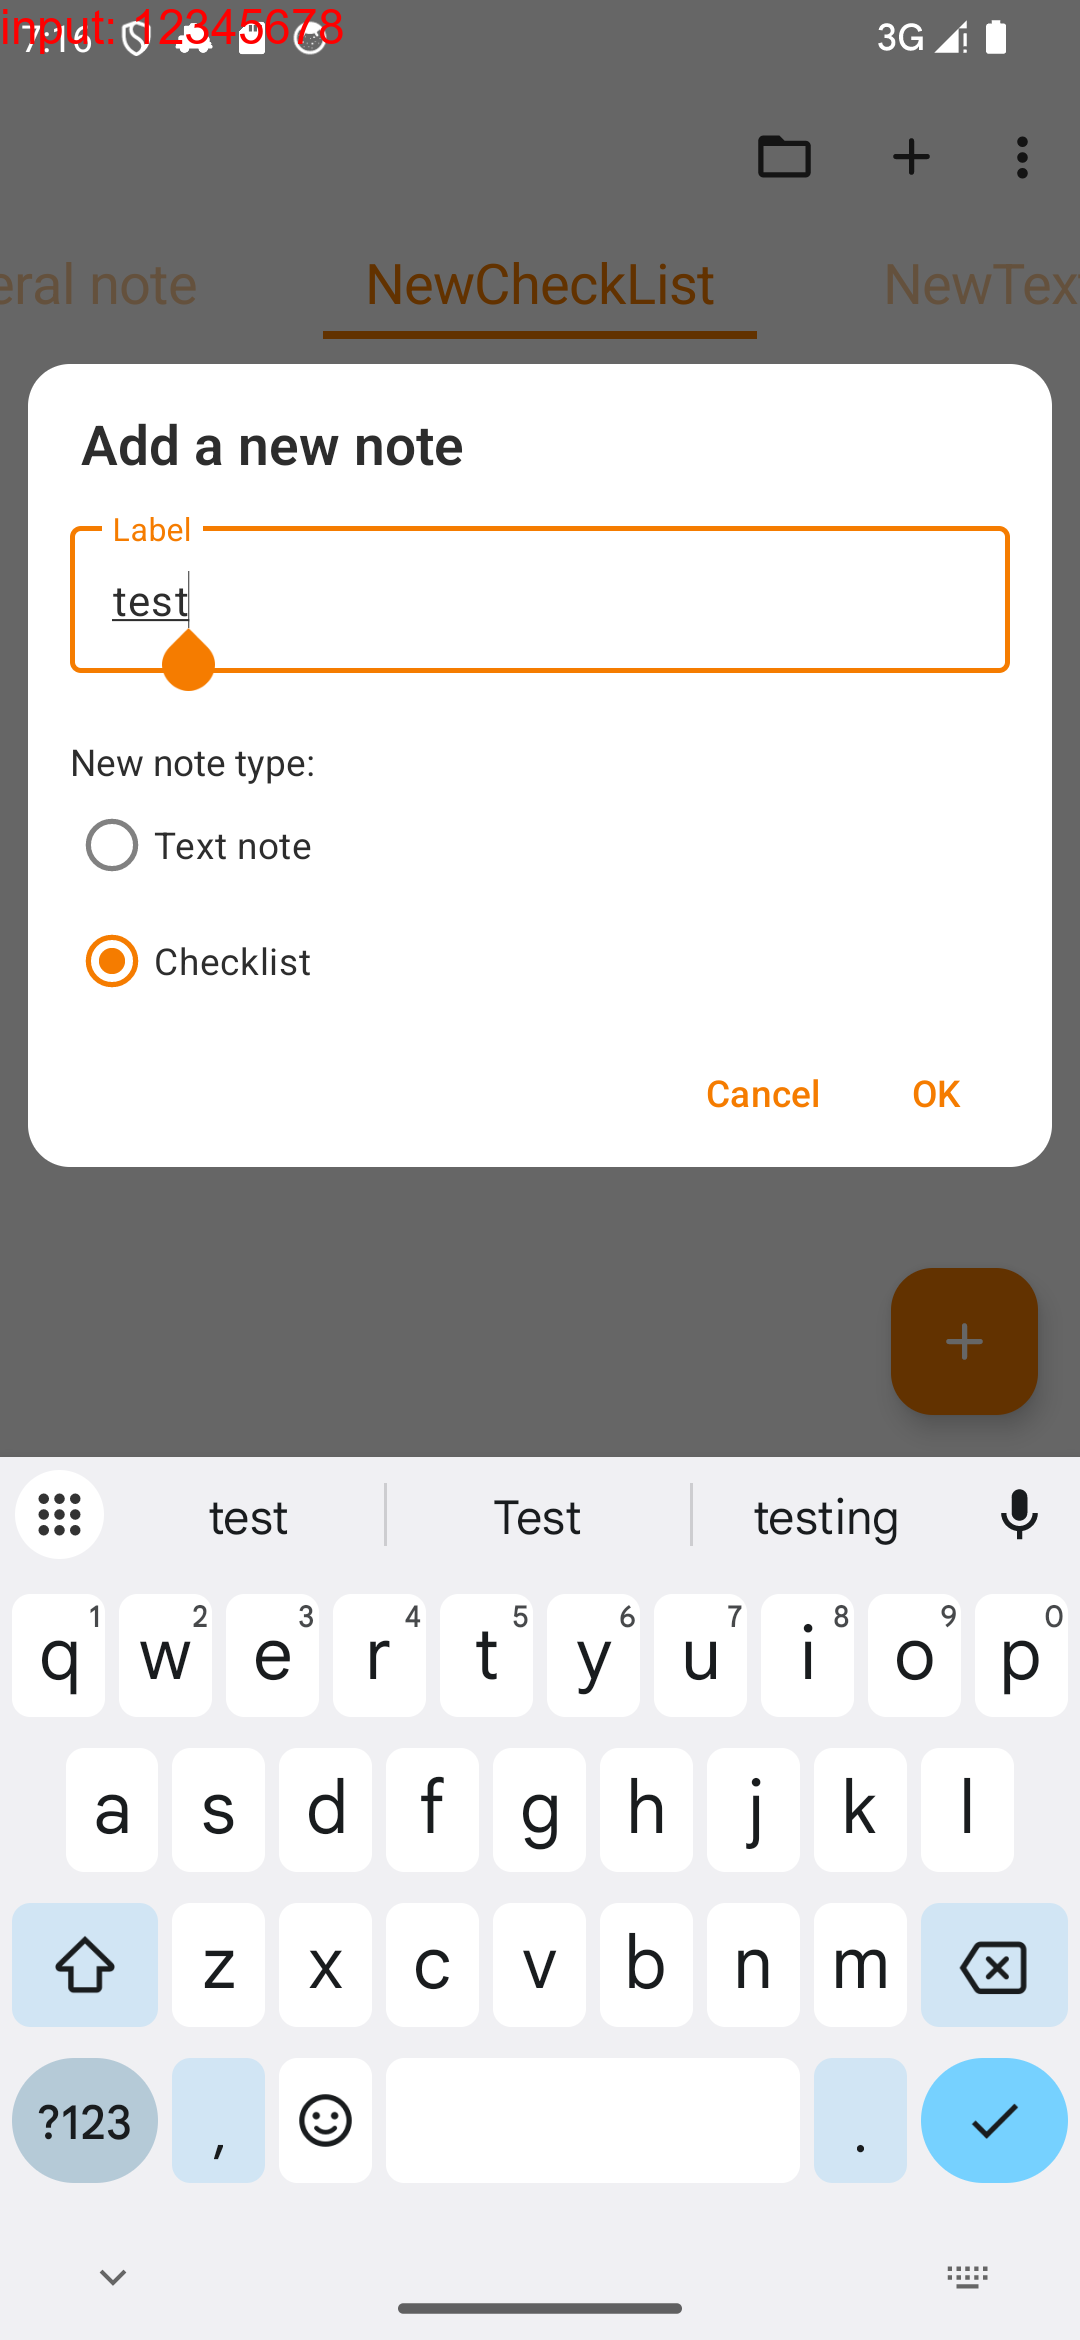 input: 12345678
7:16
3G
eral note NewCheckList NewTex
Add a new note
Label
test
New note type:
Text note
Checklist
Cancel OK
test Test testing
1 2 3 4 5 6 7 8 9 0
q w e r t y u i o p
a s d f g h j k l
z x c v b n m
?123 , .